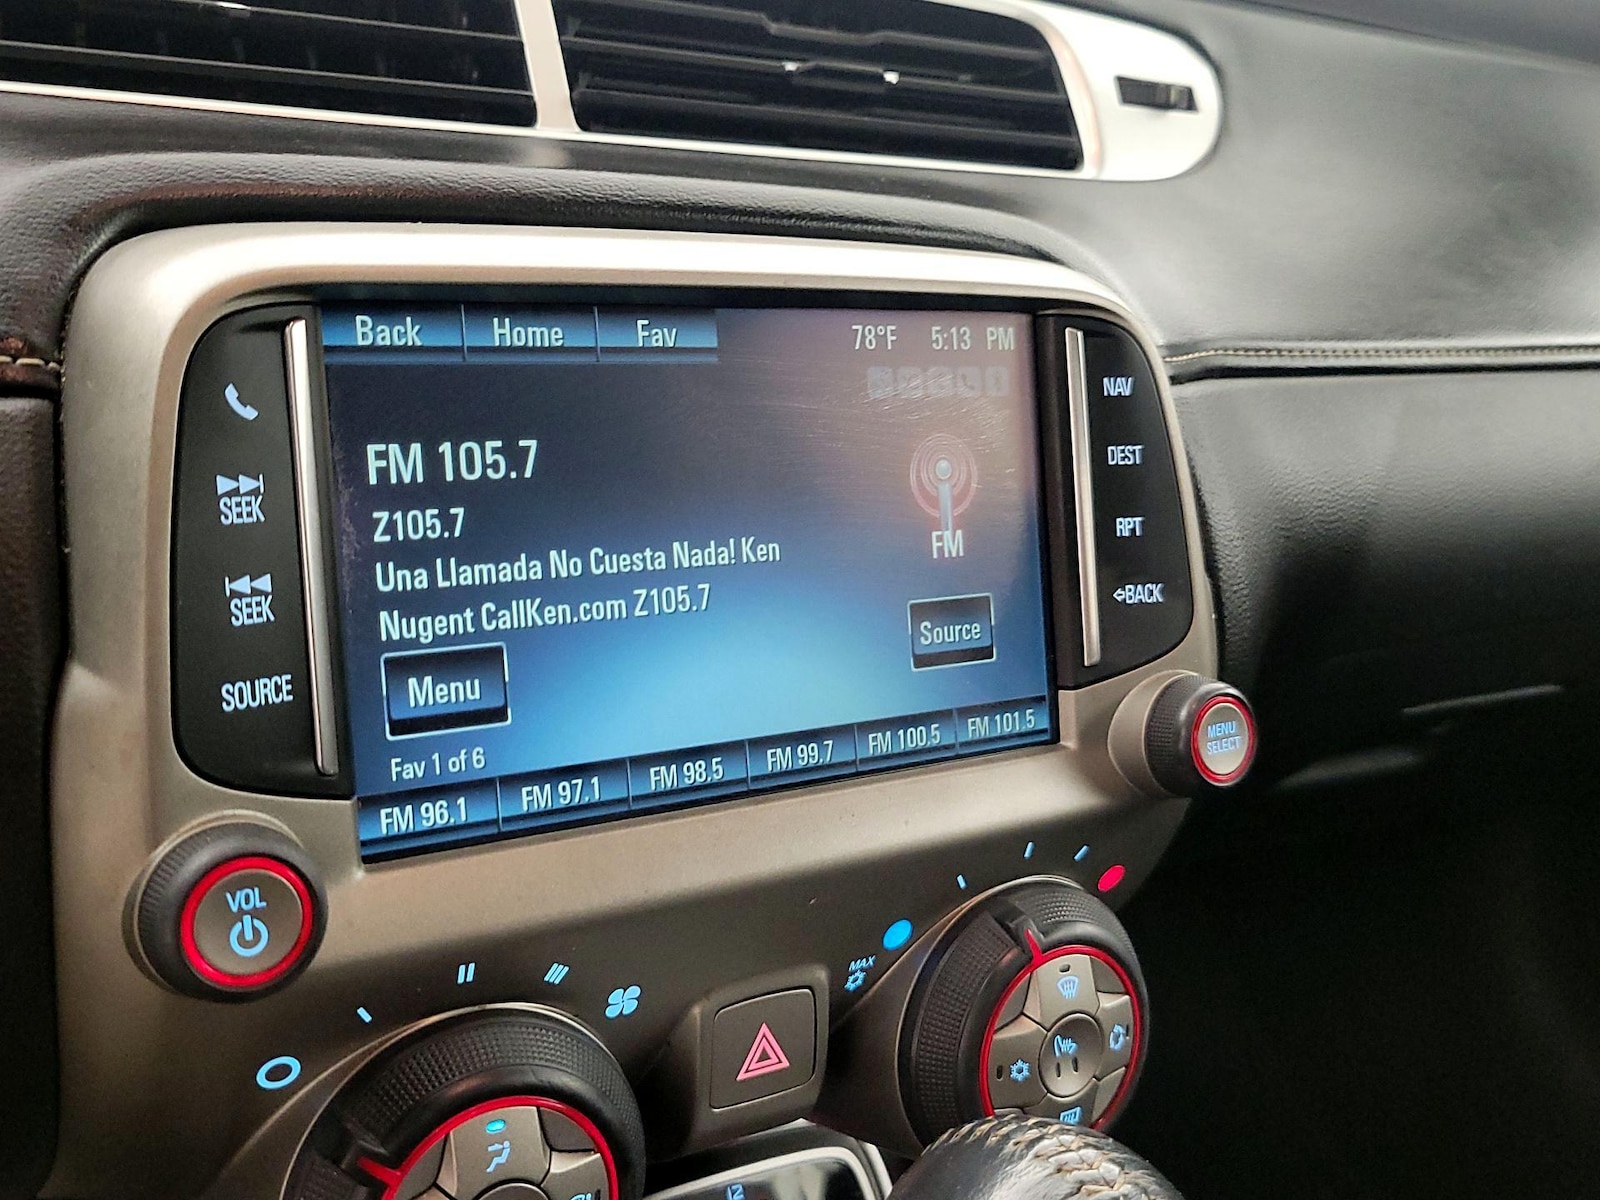 Back Home Fav 78°F 5:13 PM
FM 105.7
Z105.7
Una Llamada No Cuesta Nada! Ken
Nugent CallKen.com Z105.7
FM
Source
Menu
Fav 1 of 6
FM 96.1 FM 97.1 FM 98.5 FM 99.7 FM 100.5 FM 101.5
SEEK
SEEK
SOURCE
NAV
DEST
RPT
BACK
MENU
SELECT
VOL
MAX